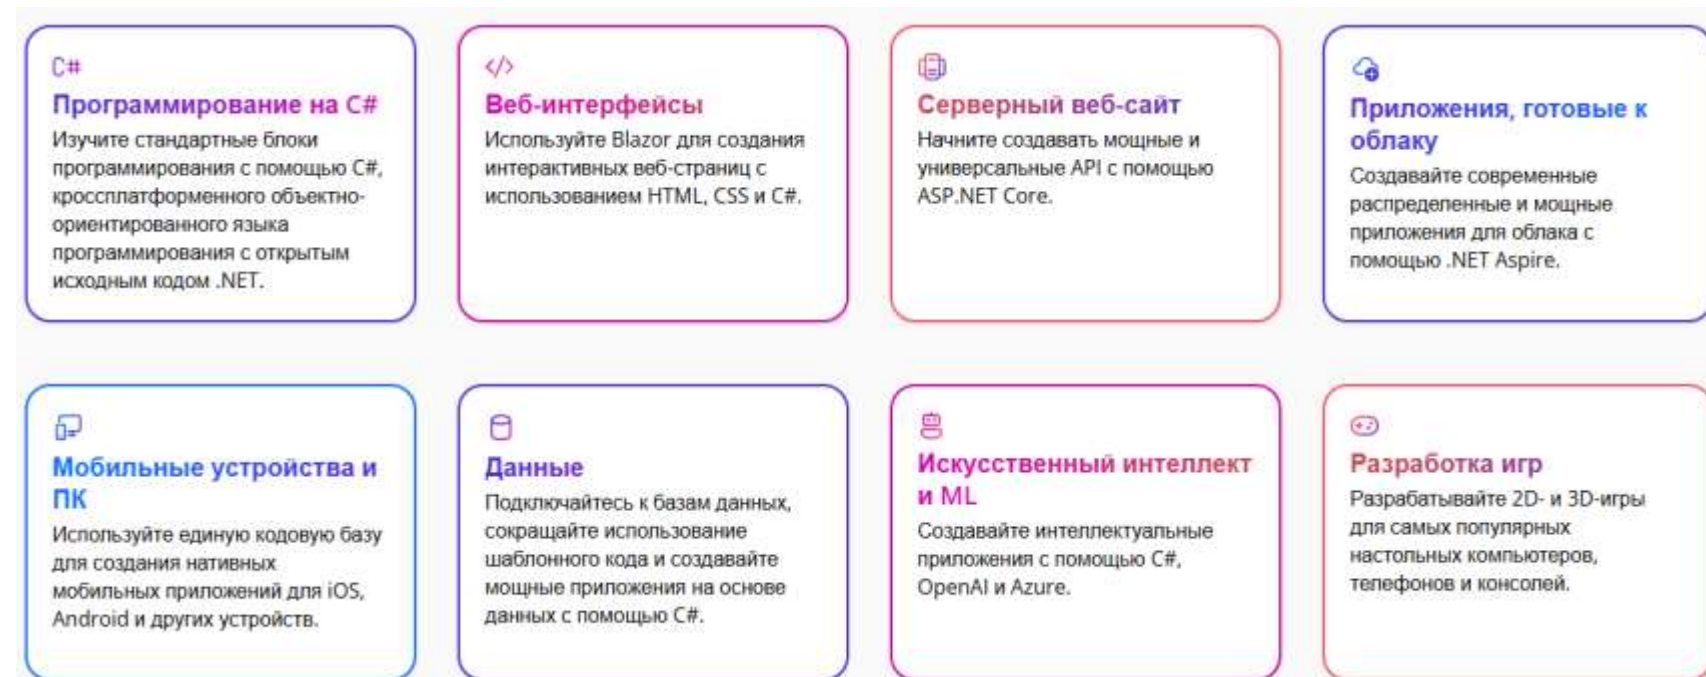 C#
Программирование на C#
Изучите стандартные блоки
программирования с помощью C#,
кроссплатформенного объектно-
ориентированного языка
программирования с открытым
исходным кодом .NET.
</>
Веб-интерфейсы
Используйте Blazor для создания
интерактивных веб-страниц с
использованием HTML, CSS и C#.
Серверный веб-сайт
Начните создавать мощные и
универсальные API с помощью
ASP.NET Core.
Приложения, готовые к
облаку
Создавайте современные
распределенные и мощные
приложения для облака с
помощью .NET Aspire.
Мобильные устройства и
ПК
Используйте единую кодовую базу
для создания нативных
мобильных приложений для iOS,
Android и других устройств.
Данные
Подключайтесь к базам данных,
сокращайте использование
шаблонного кода и создавайте
мощные приложения на основе
данных с помощью C#.
Искусственный интеллект
и ML
Создавайте интеллектуальные
приложения с помощью C#,
OpenAI и Azure.
Разработка игр
Разрабатывайте 2D- и 3D-игры
для самых популярных
настольных компьютеров,
телефонов и консолей.